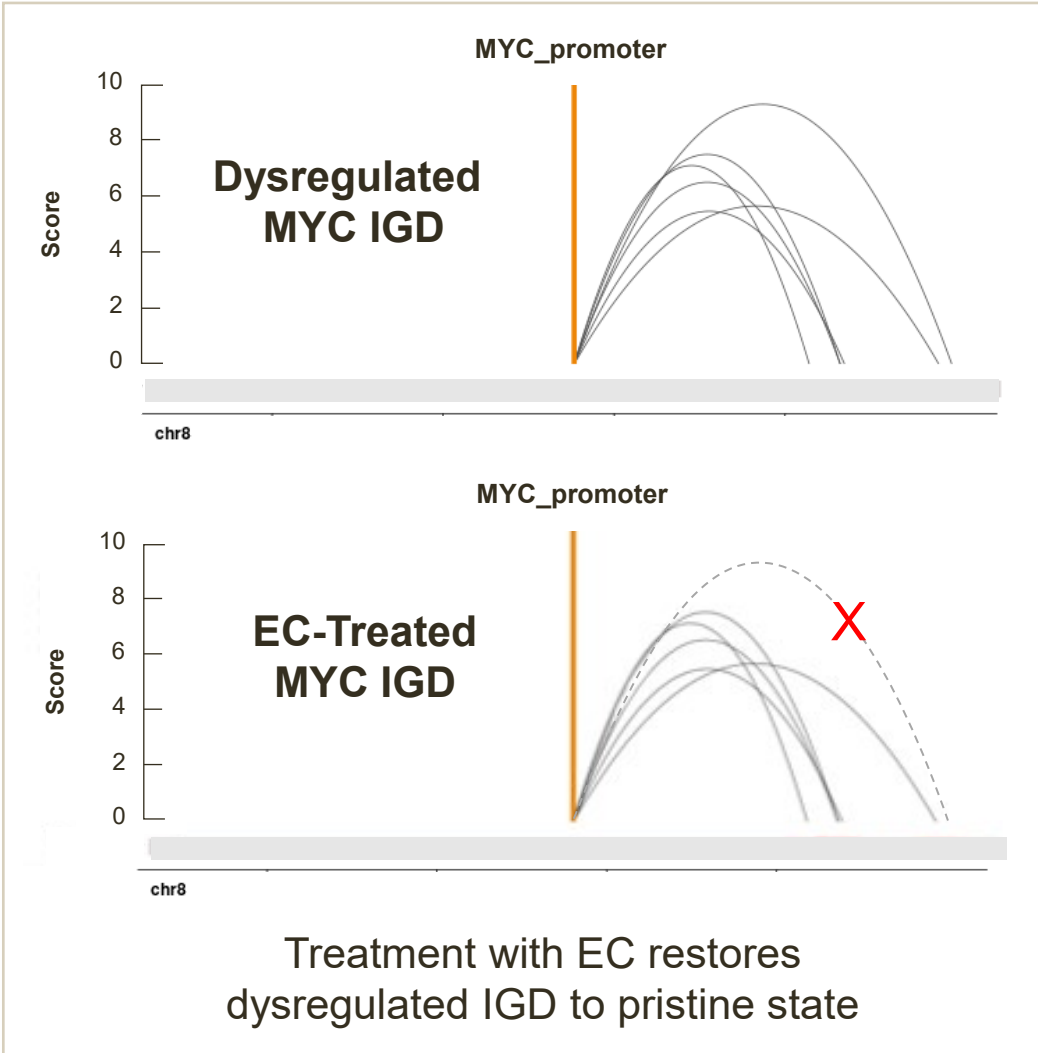 MYC_promoter
10
8
6
4
2
0
Score
Dysregulated
MYC IGD
chr8
MYC_promoter
10
8
6
4
2
0
Score
EC-Treated
MYC IGD
X
chr8
Treatment with EC restores
dysregulated IGD to pristine state